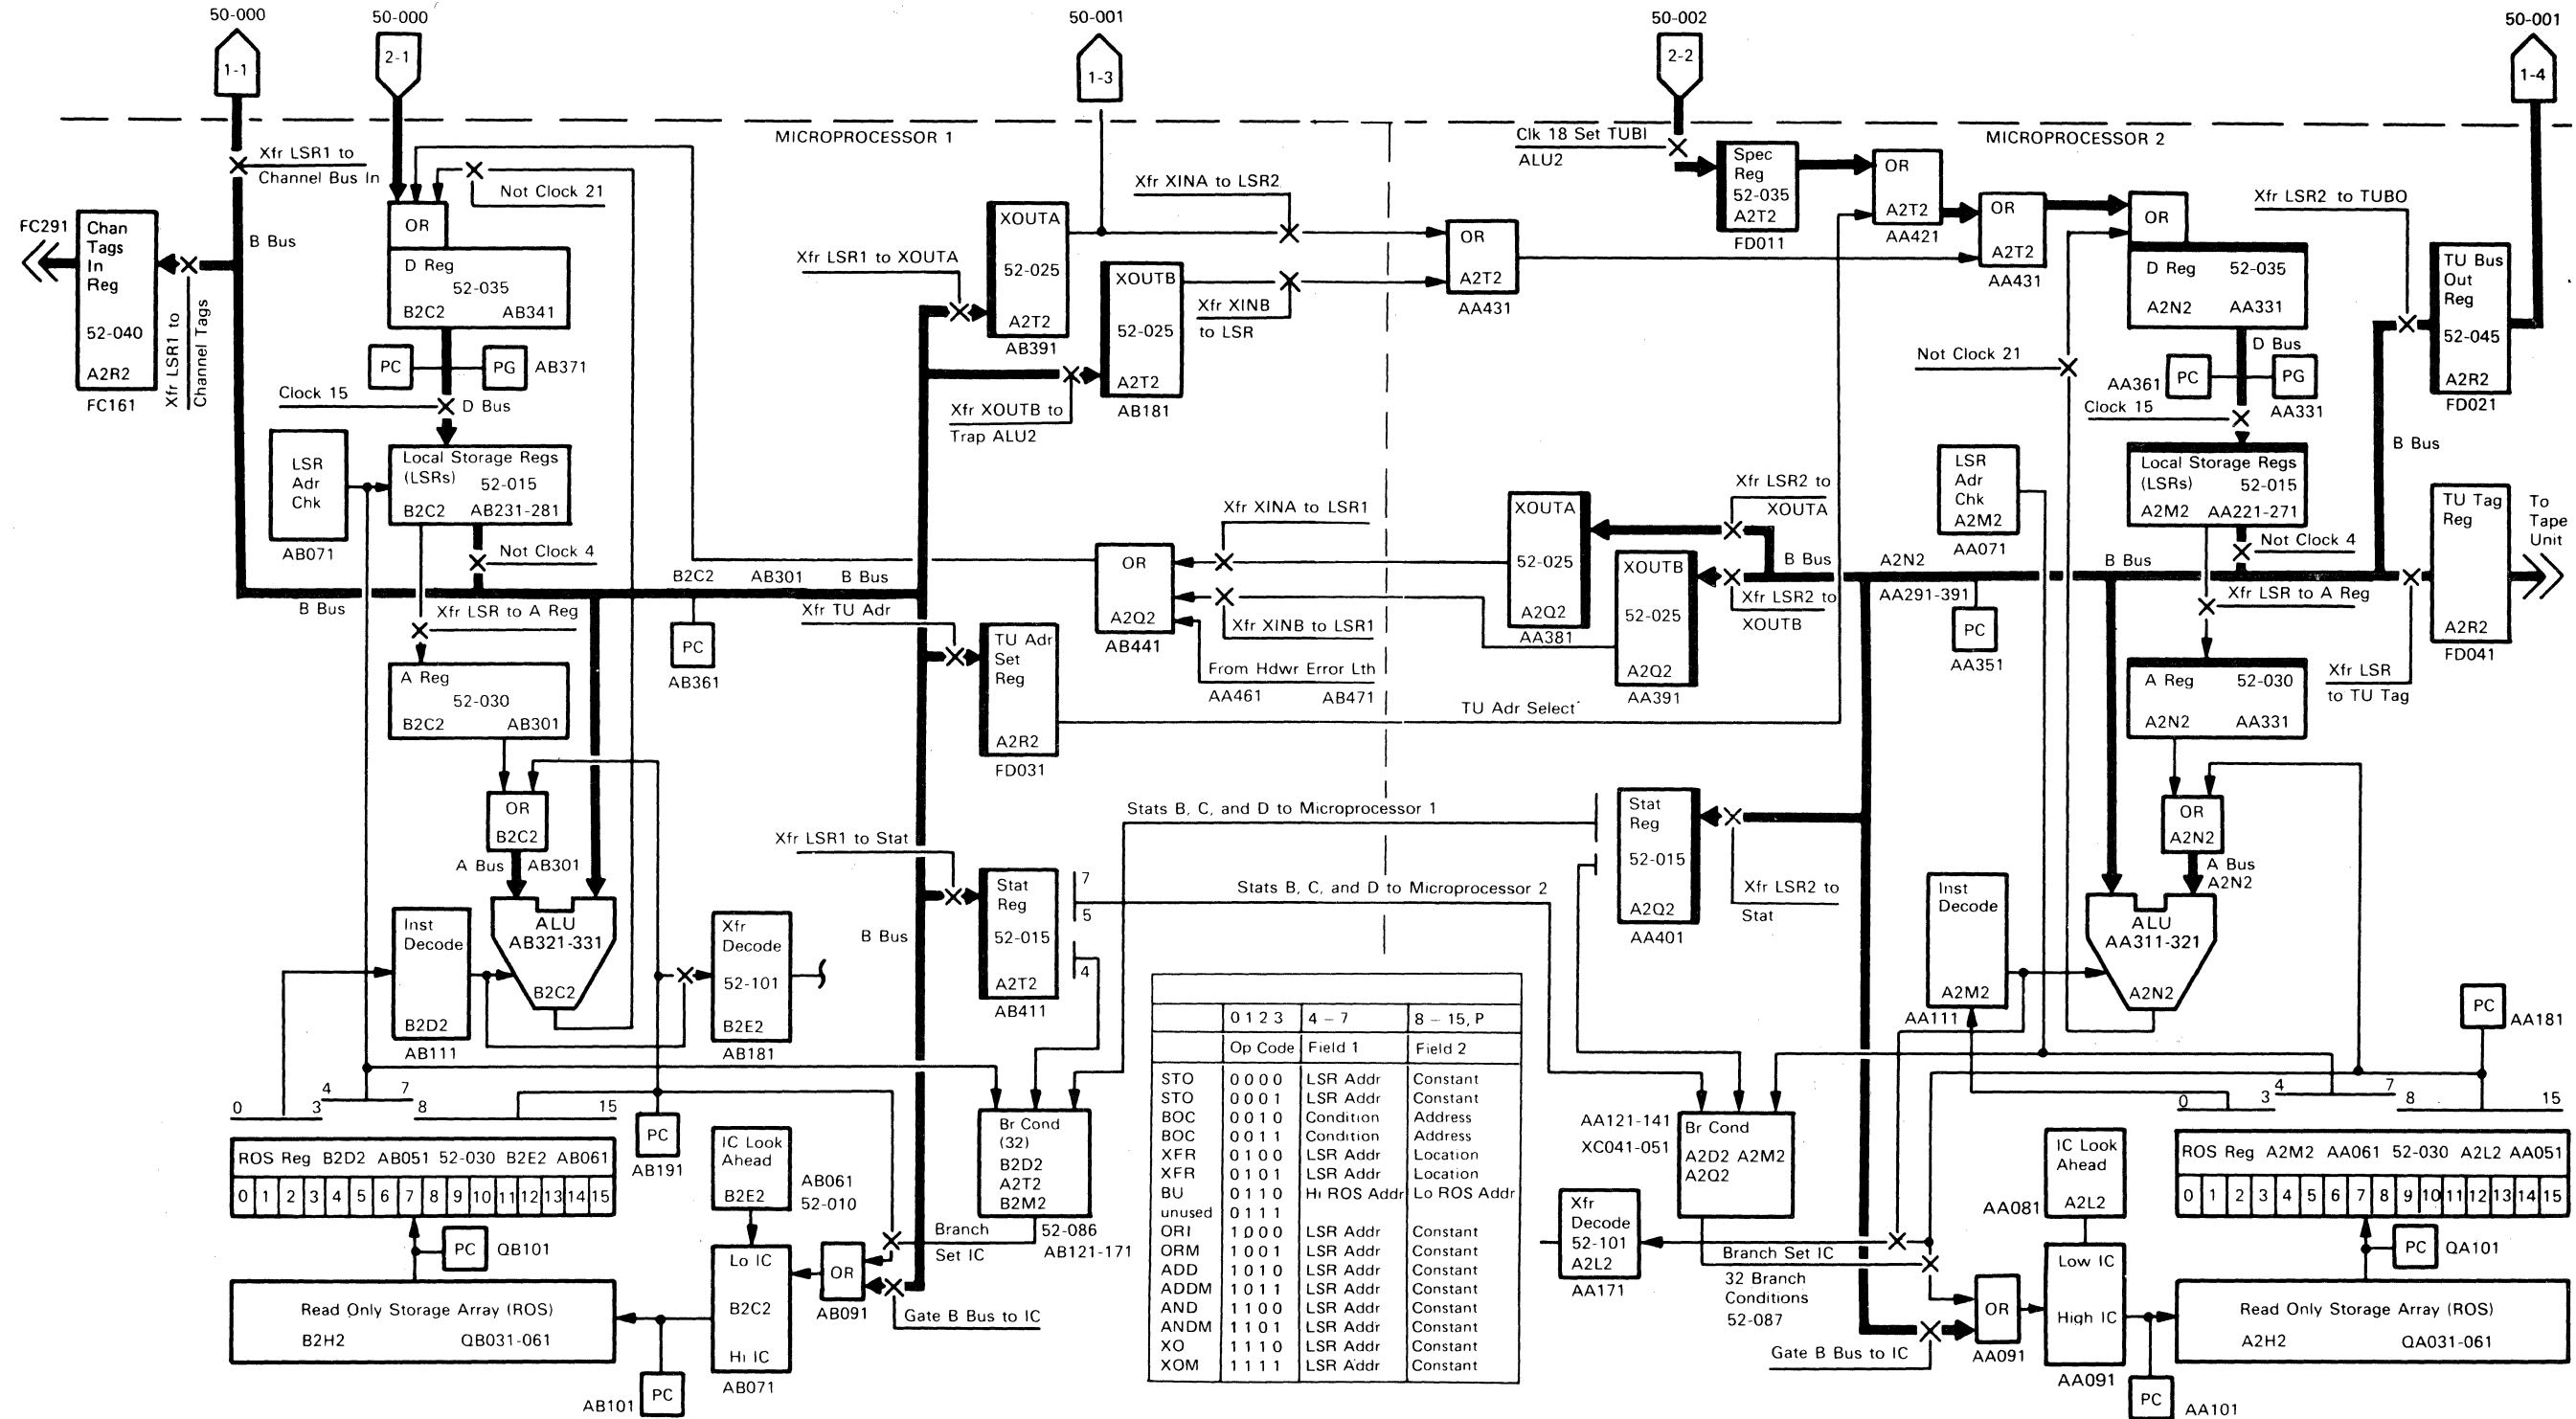 50-000
50-000
50-001
50-002
50-001
1-1
2-1
1-3
2-2
1-4
MICROPROCESSOR 1
MICROPROCESSOR 2
Xfr LSR1 to
Channel Bus In
Not Clock 21
OR
D Reg
52-035
B2C2 AB341
FC291
Chan
Tags
In
Reg
52-040
A2R2
FC161
Xfr LSR1 to
Channel Tags
B Bus
PC
PG
AB371
Clock 15
D Bus
LSR
Adr
Chk
AB071
Local Storage Regs
(LSRs) 52-015
B2C2 AB231-281
Not Clock 4
B Bus
Xfr LSR to A Reg
B2C2 AB301 B Bus
PC
AB361
A Reg
52-030
B2C2 AB301
OR
B2C2
A Bus AB301
ALU
AB321-331
B2C2
Inst
Decode
B2D2
AB111
Xfr
Decode
52-101
B2E2
AB181
0 3
4 7
8 15
PC
AB191
ROS Reg B2D2 AB051 52-030 B2E2 AB061
0 1 2 3 4 5 6 7 8 9 10 11 12 13 14 15
PC QB101
Read Only Storage Array (ROS)
B2H2 QB031-061
IC Look
Ahead
B2E2
AB061
52-010
Lo IC
B2C2
Hi IC
AB071
AB101 PC
OR
AB091
Branch
Set IC
Gate B Bus to IC
Br Cond
(32)
B2D2
A2T2
B2M2
52-086
AB121-171
Xfr LSR1 to XOUTA
XOUTA
52-025
A2T2
AB391
XOUTB
52-025
A2T2
AB181
Xfr XOUTB to
Trap ALU2
Xfr XINA to LSR2
Xfr XINB
to LSR
OR
A2T2
AA431
Xfr XINA to LSR1
OR
A2Q2
AB441
Xfr XINB to LSR1
From Hdwr Error Lth
AA461 AB471
Xfr TU Adr
TU Adr
Set
Reg
A2R2
FD031
TU Adr Select
Stats B, C, and D to Microprocessor 1
Stats B, C, and D to Microprocessor 2
Xfr LSR1 to Stat
Stat
Reg
52-015
A2T2
AB411
7
5
4
B Bus
XOUTA
52-025
A2Q2
AA381
XOUTB
52-025
A2Q2
AA391
Xfr LSR2 to
XOUTA
Xfr LSR2 to
XOUTB
B Bus
Stat
Reg
52-015
A2Q2
AA401
Xfr LSR2 to
Stat
0 1 2 3 4 – 7 8 – 15, P
Op Code Field 1 Field 2
STO 0 0 0 0 LSR Addr Constant
STO 0 0 0 1 LSR Addr Constant
BOC 0 0 1 0 Condition Address
BOC 0 0 1 1 Condition Address
XFR 0 1 0 0 LSR Addr Location
XFR 0 1 0 1 LSR Addr Location
BU 0 1 1 0 Hi ROS Addr Lo ROS Addr
unused 0 1 1 1
ORI 1 0 0 0 LSR Addr Constant
ORM 1 0 0 1 LSR Addr Constant
ADD 1 0 1 0 LSR Addr Constant
ADDM 1 0 1 1 LSR Addr Constant
AND 1 1 0 0 LSR Addr Constant
ANDM 1 1 0 1 LSR Addr Constant
XO 1 1 1 0 LSR Addr Constant
XOM 1 1 1 1 LSR Addr Constant
Clk 18 Set TUBI
ALU2
Spec
Reg
52-035
A2T2
FD011
OR
A2T2
AA421
OR
A2T2
AA431
OR
D Reg 52-035
A2N2 AA331
D Bus
Not Clock 21
AA361 PC
PG
AA331
Clock 15
Xfr LSR2 to TUBO
TU Bus
Out
Reg
52-045
A2R2
FD021
B Bus
LSR
Adr
Chk
A2M2
AA071
Local Storage Regs
(LSRs) 52-015
A2M2 AA221-271
Not Clock 4
A2N2
AA291-391
B Bus
PC
AA351
Xfr LSR to A Reg
TU Tag
Reg
A2R2
FD041
To
Tape
Unit
Xfr LSR
to TU Tag
A Reg 52-030
A2N2 AA331
OR
A2N2
A Bus
A2N2
ALU
AA311-321
A2N2
Inst
Decode
A2M2
AA111
PC
AA181
AA121-141
XC041-051
Br Cond
A2D2 A2M2
A2Q2
Xfr
Decode
52-101
A2L2
AA171
Branch Set IC
32 Branch
Conditions
52-087
Gate B Bus to IC
OR
AA091
IC Look
Ahead
A2L2
AA081
Low IC
High IC
AA091
PC
AA101
0 3
4 7
8 15
ROS Reg A2M2 AA061 52-030 A2L2 AA051
0 1 2 3 4 5 6 7 8 9 10 11 12 13 14 15
PC QA101
Read Only Storage Array (ROS)
A2H2 QA031-061